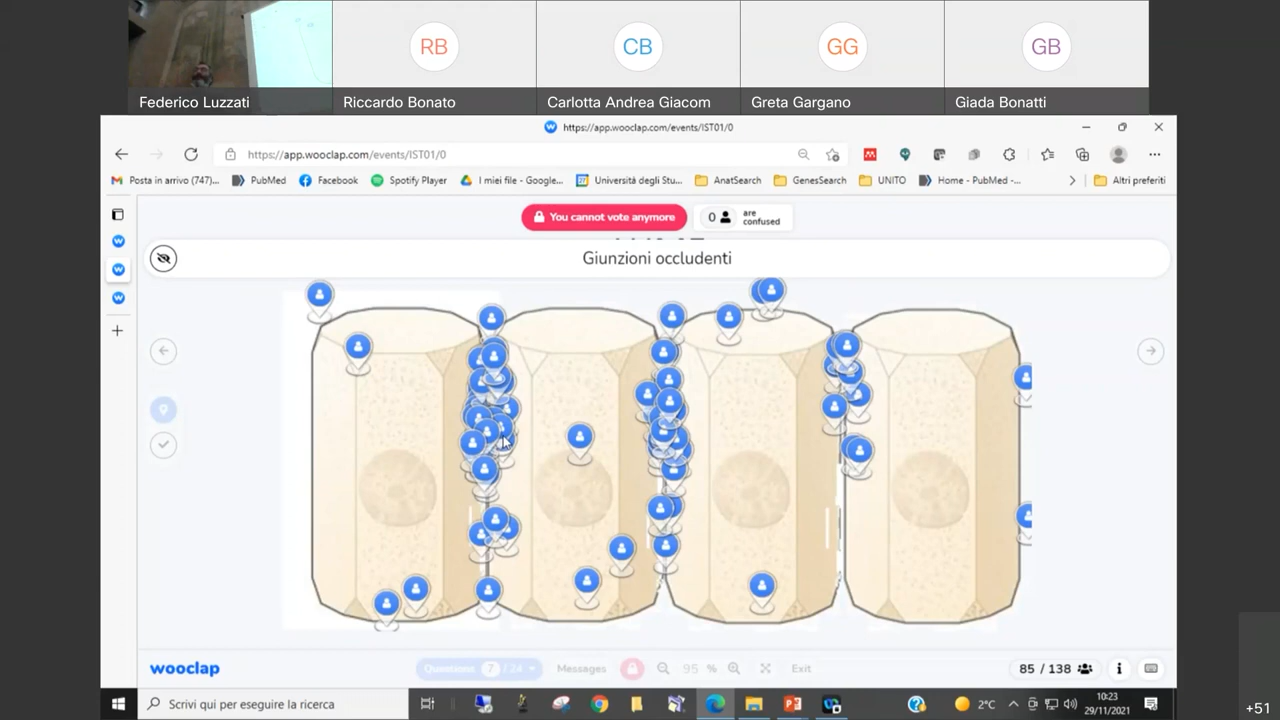 RB
CB
GG
GB
Federico Luzzati
Riccardo Bonato
Carlotta Andrea Giacom
Greta Gargano
Giada Bonatti
https://app.wooclap.com/events/IST01/0
https://app.wooclap.com/events/IST01/0
Posta in arrivo (747)...
PubMed
Facebook
Spotify Player
I miei file - Google...
Università degli Stu...
AnatSearch
GenesSearch
UNITO
Home - PubMed -...
Altri preferiti
You cannot vote anymore
0 are confused
Giunzioni occludenti
wooclap
Questions 7 / 24
Messages
95 %
Exit
85 / 138
Scrivi qui per eseguire la ricerca
2°C
10:23
29/11/2021
+51